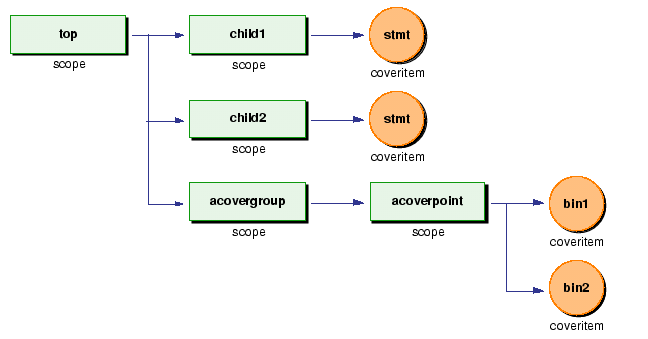 top
scope
child1
scope
stmt
coveritem
child2
scope
stmt
coveritem
acovergroup
scope
acoverpoint
scope
bin1
coveritem
bin2
coveritem